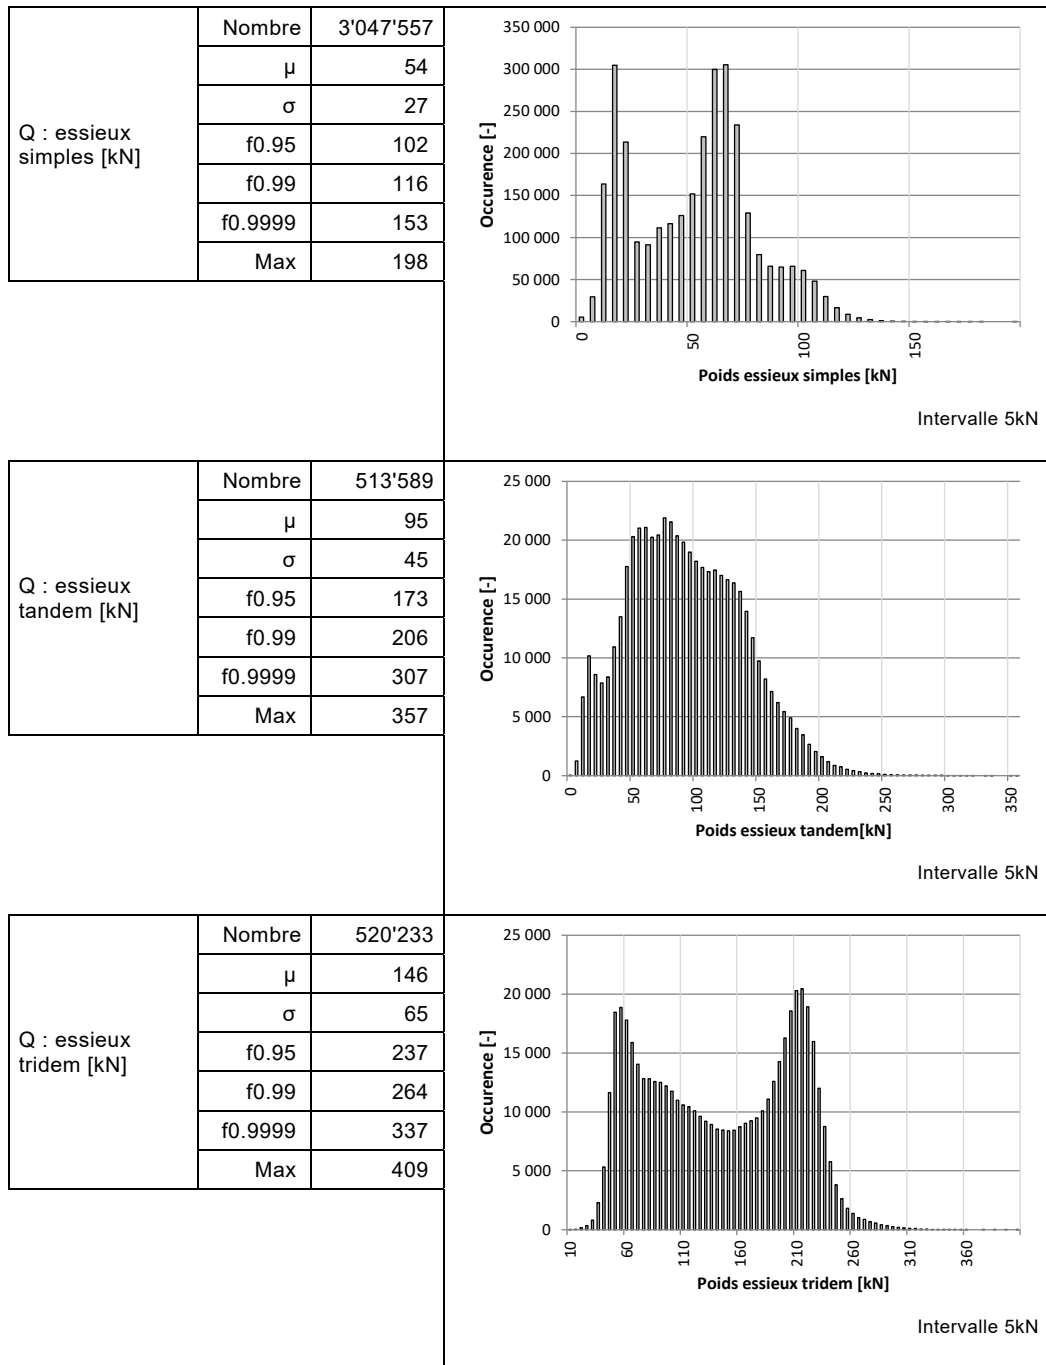 Q : essieux
simples [kN]
Nombre 3'047'557
μ 54
σ 27
f0.95 102
f0.99 116
f0.9999 153
Max 198
Occurence [-]
350 000
300 000
250 000
200 000
150 000
100 000
50 000
0
0 50 100 150
Poids essieux simples [kN]
Intervalle 5kN
Q : essieux
tandem [kN]
Nombre 513'589
μ 95
σ 45
f0.95 173
f0.99 206
f0.9999 307
Max 357
Occurence [-]
25 000
20 000
15 000
10 000
5 000
0
0 50 100 150 200 250 300 350
Poids essieux tandem[kN]
Intervalle 5kN
Q : essieux
tridem [kN]
Nombre 520'233
μ 146
σ 65
f0.95 237
f0.99 264
f0.9999 337
Max 409
Occurence [-]
25 000
20 000
15 000
10 000
5 000
0
10 60 110 160 210 260 310 360
Poids essieux tridem [kN]
Intervalle 5kN